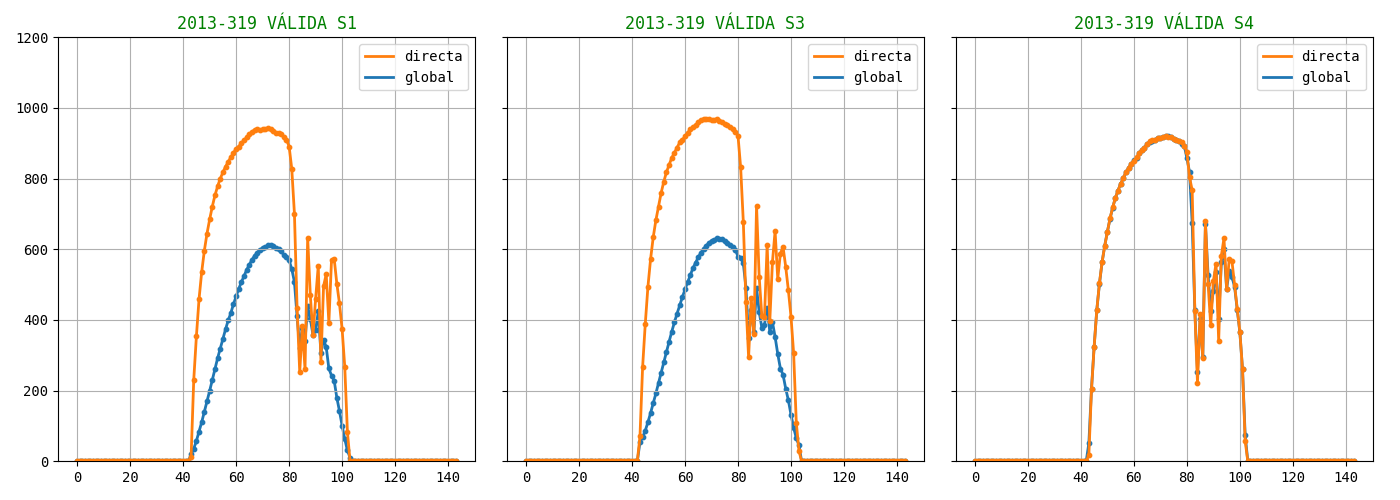 2013-319 VÁLIDA S1
2013-319 VÁLIDA S3
2013-319 VÁLIDA S4
1200
1000
800
600
400
200
0
directa
global
directa
global
directa
global
0 20 40 60 80 100 120 140
0 20 40 60 80 100 120 140
0 20 40 60 80 100 120 140